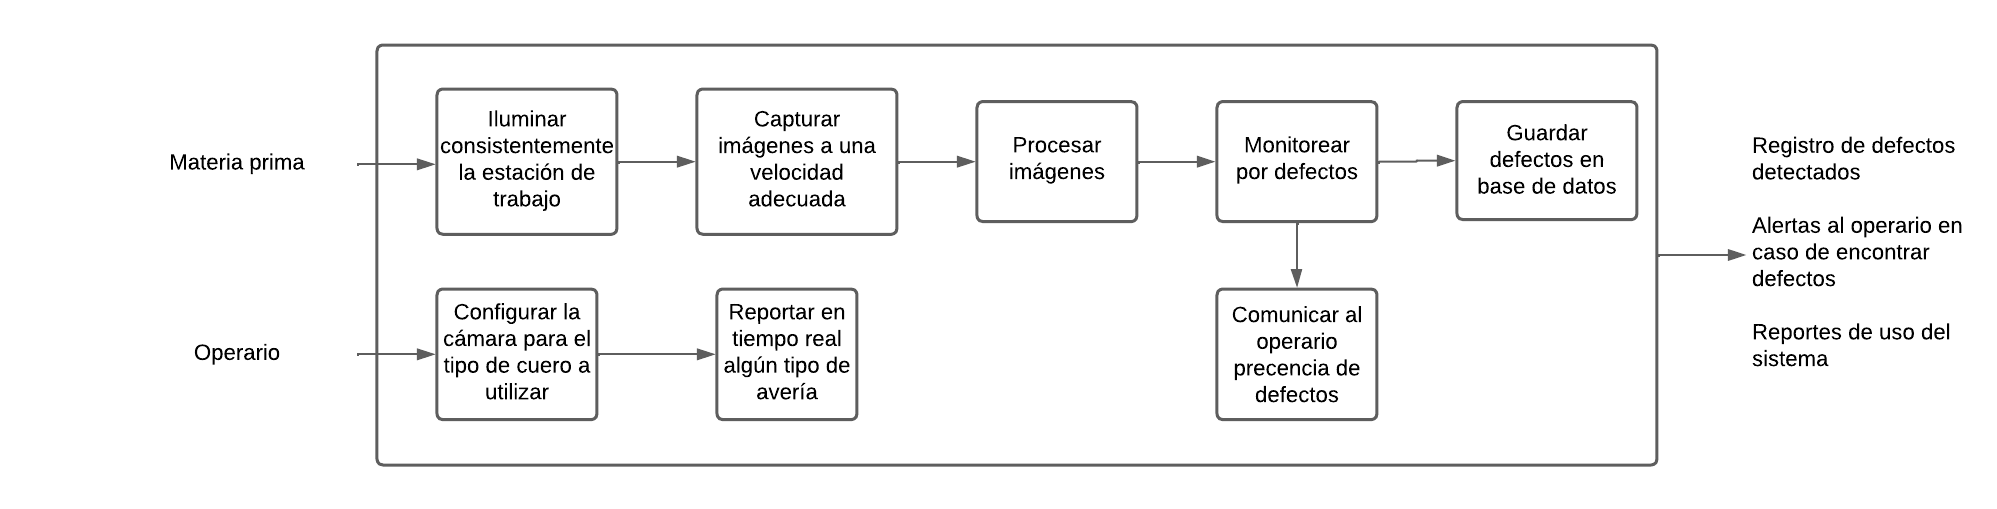 Materia prima
Iluminar
consistentemente
la estación de
trabajo
Capturar
imágenes a una
velocidad
adecuada
Procesar
imágenes
Monitorear
por defectos
Guardar
defectos en
base de datos
Operario
Configurar la
cámara para el
tipo de cuero a
utilizar
Reportar en
tiempo real
algún tipo de
avería
Comunicar al
operario
precencia de
defectos
Registro de defectos
detectados
Alertas al operario en
caso de encontrar
defectos
Reportes de uso del
sistema